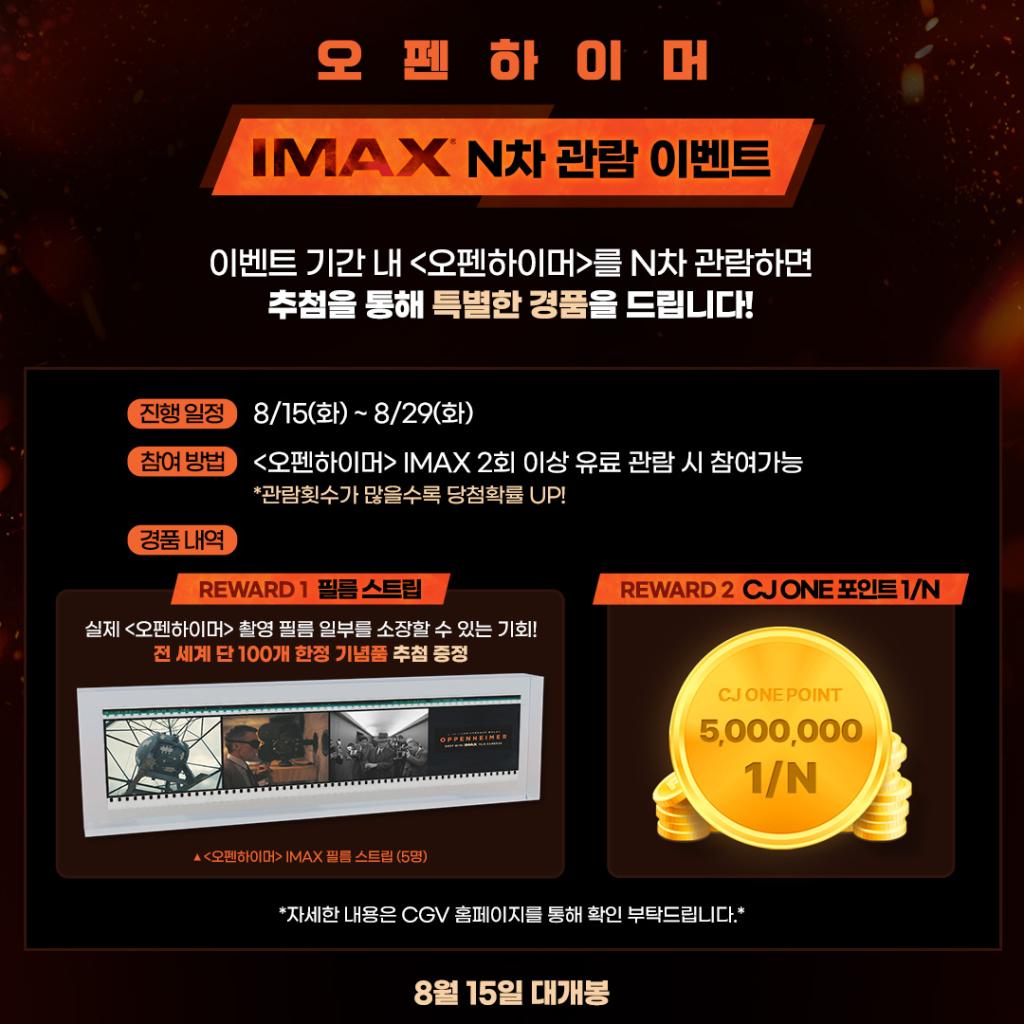 오펜하이머
IMAX® N차 관람 이벤트
이벤트 기간 내 <오펜하이머>를 N차 관람하면
추첨을 통해 특별한 경품을 드립니다!
진행 일정 8/15(화) ~ 8/29(화)
참여 방법 <오펜하이머> IMAX 2회 이상 유료 관람 시 참여가능
*관람횟수가 많을수록 당첨확률 UP!
경품 내역
REWARD 1 필름 스트립
실제 <오펜하이머> 촬영 필름 일부를 소장할 수 있는 기회!
전 세계 단 100개 한정 기념품 추첨 증정
OPPENHEIMER
▲<오펜하이머> IMAX 필름 스트립 (5명)
REWARD 2 CJ ONE 포인트 1/N
CJ ONE POINT
5,000,000
1/N
*자세한 내용은 CGV 홈페이지를 통해 확인 부탁드립니다.*
8월 15일 대개봉